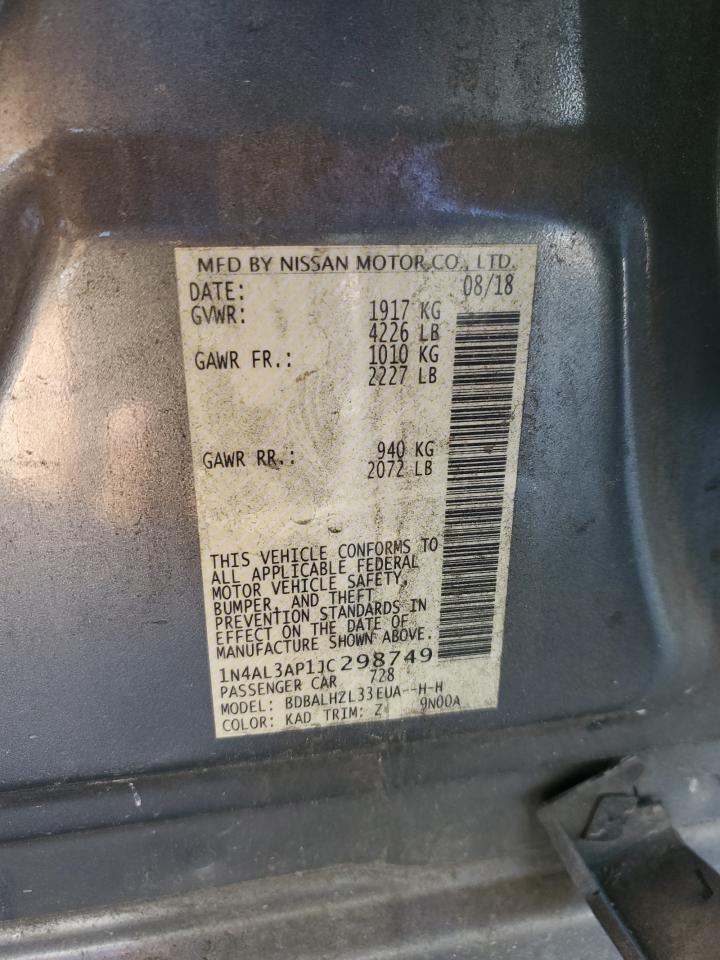 MFD BY NISSAN MOTOR CO., LTD.
DATE: 08/18
GVWR: 1917 KG
4226 LB
GAWR FR.: 1010 KG
2227 LB
GAWR RR.: 940 KG
2072 LB
THIS VEHICLE CONFORMS TO
ALL APPLICABLE FEDERAL
MOTOR VEHICLE SAFETY,
BUMPER, AND THEFT
PREVENTION STANDARDS IN
EFFECT ON THE DATE OF
MANUFACTURE SHOWN ABOVE.
1N4AL3AP1JC298749
PASSENGER CAR 728
MODEL: BDBALHZL33EUA--H-H
COLOR: KAD TRIM: Z 9N00A